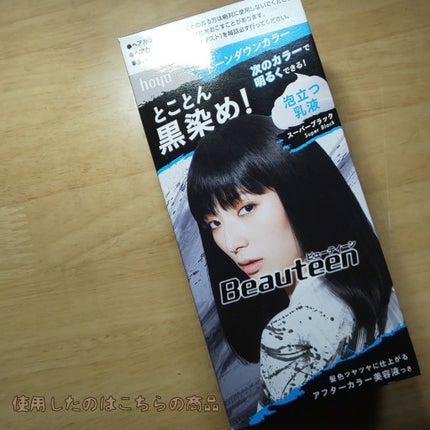 hoyu
トーンダウンカラー
とことん
黒染め!
次のカラーで
明るくできる!
泡立つ
乳液
スーパーブラック
Super Black
ビューティーン
Beauteen
髪色ツヤツヤに仕上がる
アフターカラー美容液つき
使用したのはこちらの商品